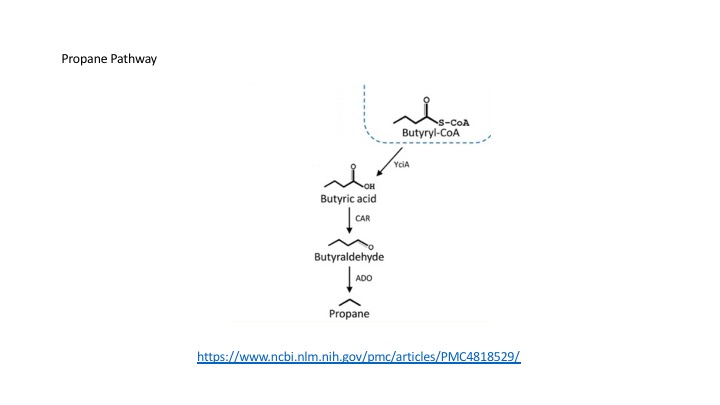 Propane Pathway
O
S-CoA
Butyryl-CoA
YciA
O
OH
Butyric acid
CAR
O
Butyraldehyde
ADO
Propane
https://www.ncbi.nlm.nih.gov/pmc/articles/PMC4818529/